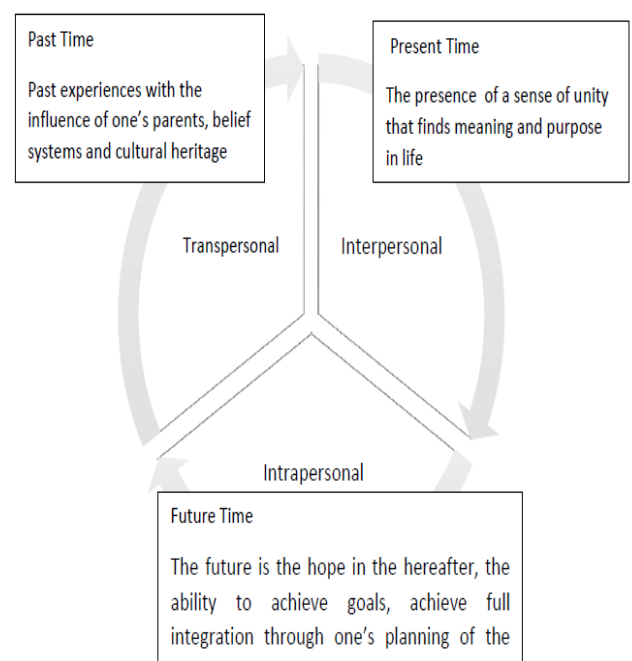 Past Time
Past experiences with the
influence of one's parents, belief
systems and cultural heritage
Present Time
The presence of a sense of unity
that finds meaning and purpose
in life
Transpersonal
Interpersonal
Intrapersonal
Future Time
The future is the hope in the hereafter, the
ability to achieve goals, achieve full
integration through one's planning of the